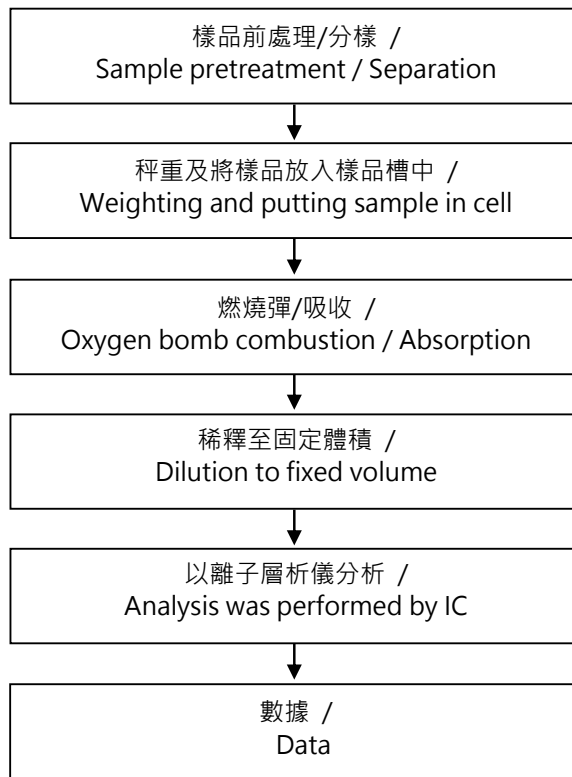 樣品前處理/分樣 /
Sample pretreatment / Separation
秤重及將樣品放入樣品槽中 /
Weighting and putting sample in cell
燃燒彈/吸收 /
Oxygen bomb combustion / Absorption
稀釋至固定體積 /
Dilution to fixed volume
以離子層析儀分析 /
Analysis was performed by IC
數據 /
Data